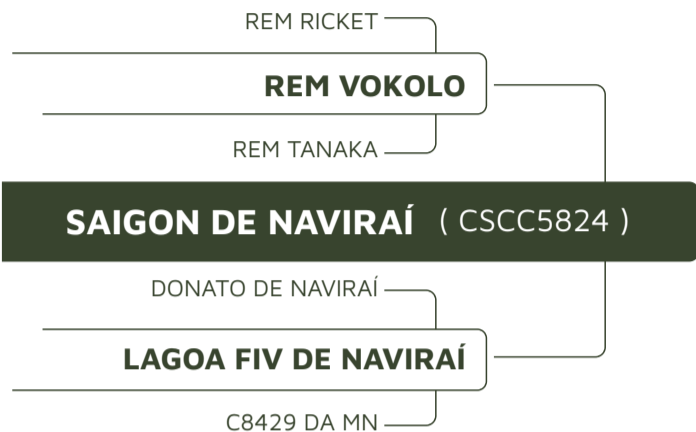 REM RICKET
REM VOKOLO
REM TANAKA
SAIGON DE NAVIRAÍ ( CSCC5824 )
DONATO DE NAVIRAÍ
LAGOA FIV DE NAVIRAÍ
C8429 DA MN